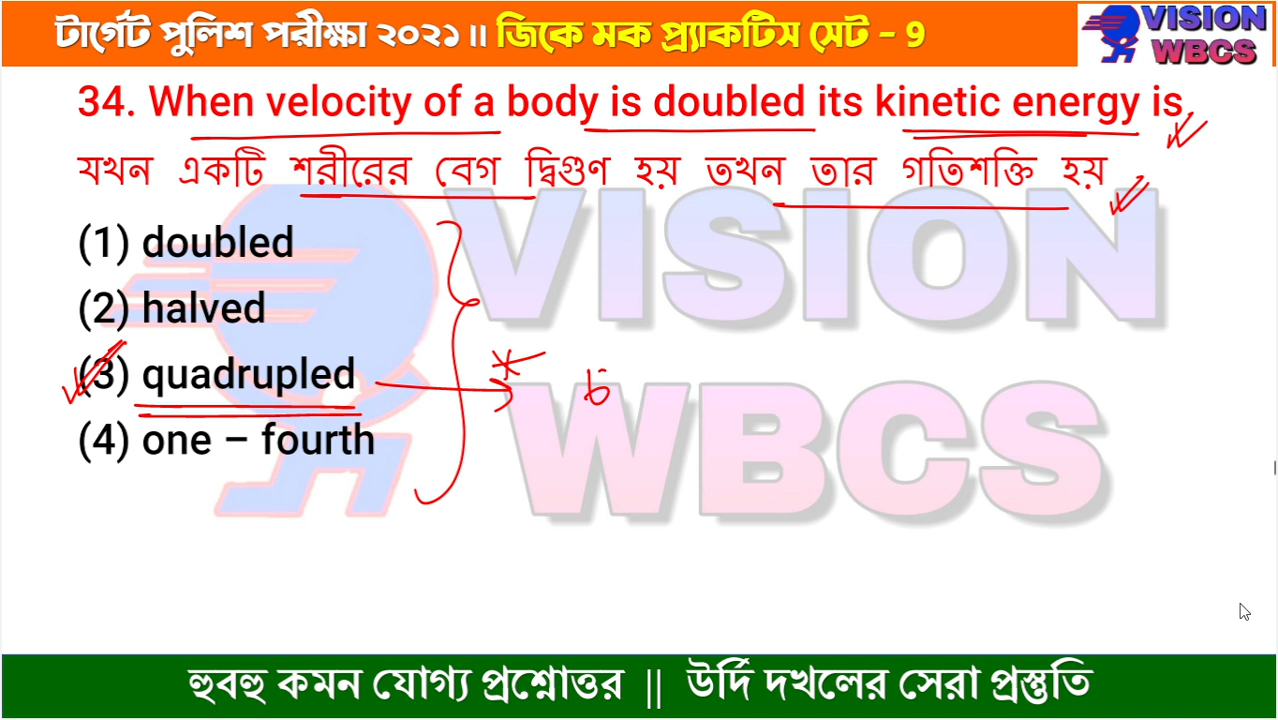 টার্গেট পুলিশ পরীক্ষা ২০২১ ॥ জিকে মক প্র্যাকটিস সেট – 9
VISION
WBCS
34. When velocity of a body is doubled its kinetic energy is
যখন একটি শরীরের বেগ দ্বিগুণ হয় তখন তার গতিশক্তি হয়
(1) doubled
(2) halved
(3) quadrupled
(4) one – fourth
VISION
WBCS
হুবহু কমন যোগ্য প্রশ্নোত্তর || উর্দি দখলের সেরা প্রস্তুতি